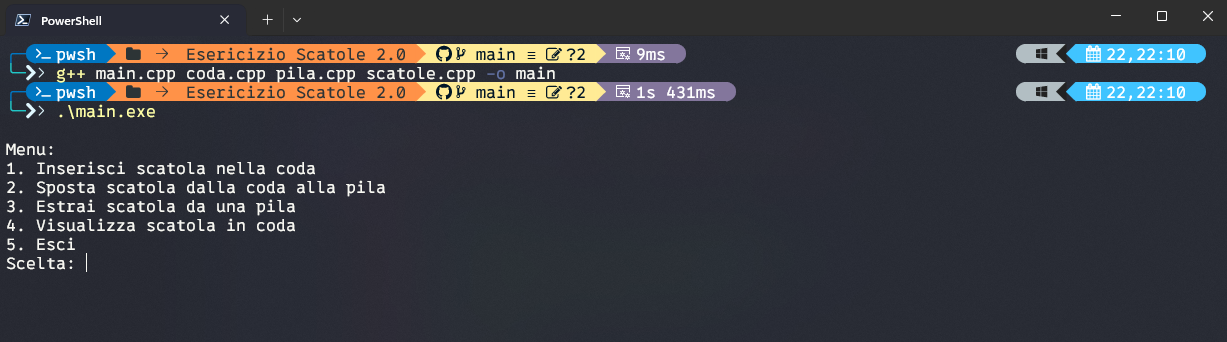 PowerShell
pwsh → Esericizio Scatole 2.0 main ≡ ?2 9ms 22,22:10
g++ main.cpp coda.cpp pila.cpp scatole.cpp -o main
pwsh → Esericizio Scatole 2.0 main ≡ ?2 1s 431ms 22,22:10
.\main.exe
Menu:
1. Inserisci scatola nella coda
2. Sposta scatola dalla coda alla pila
3. Estrai scatola da una pila
4. Visualizza scatola in coda
5. Esci
Scelta: